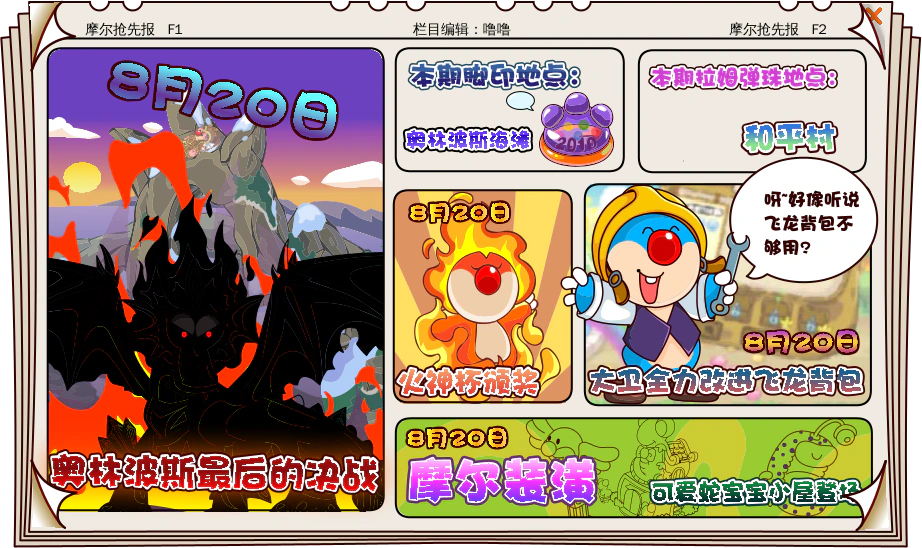 摩尔抢先报 F1
栏目编辑：噜噜
摩尔抢先报 F2
8月20日
奥林波斯最后的决战
本期脚印地点：
奥林波斯海滩
2010
本期拉姆弹珠地点：
和平村
8月20日
火神杯颁奖
呀~好像听说
飞龙背包不
够用？
8月20日
大卫全力改进飞龙背包
8月20日
摩尔装潢
可爱蛇宝宝小屋登场